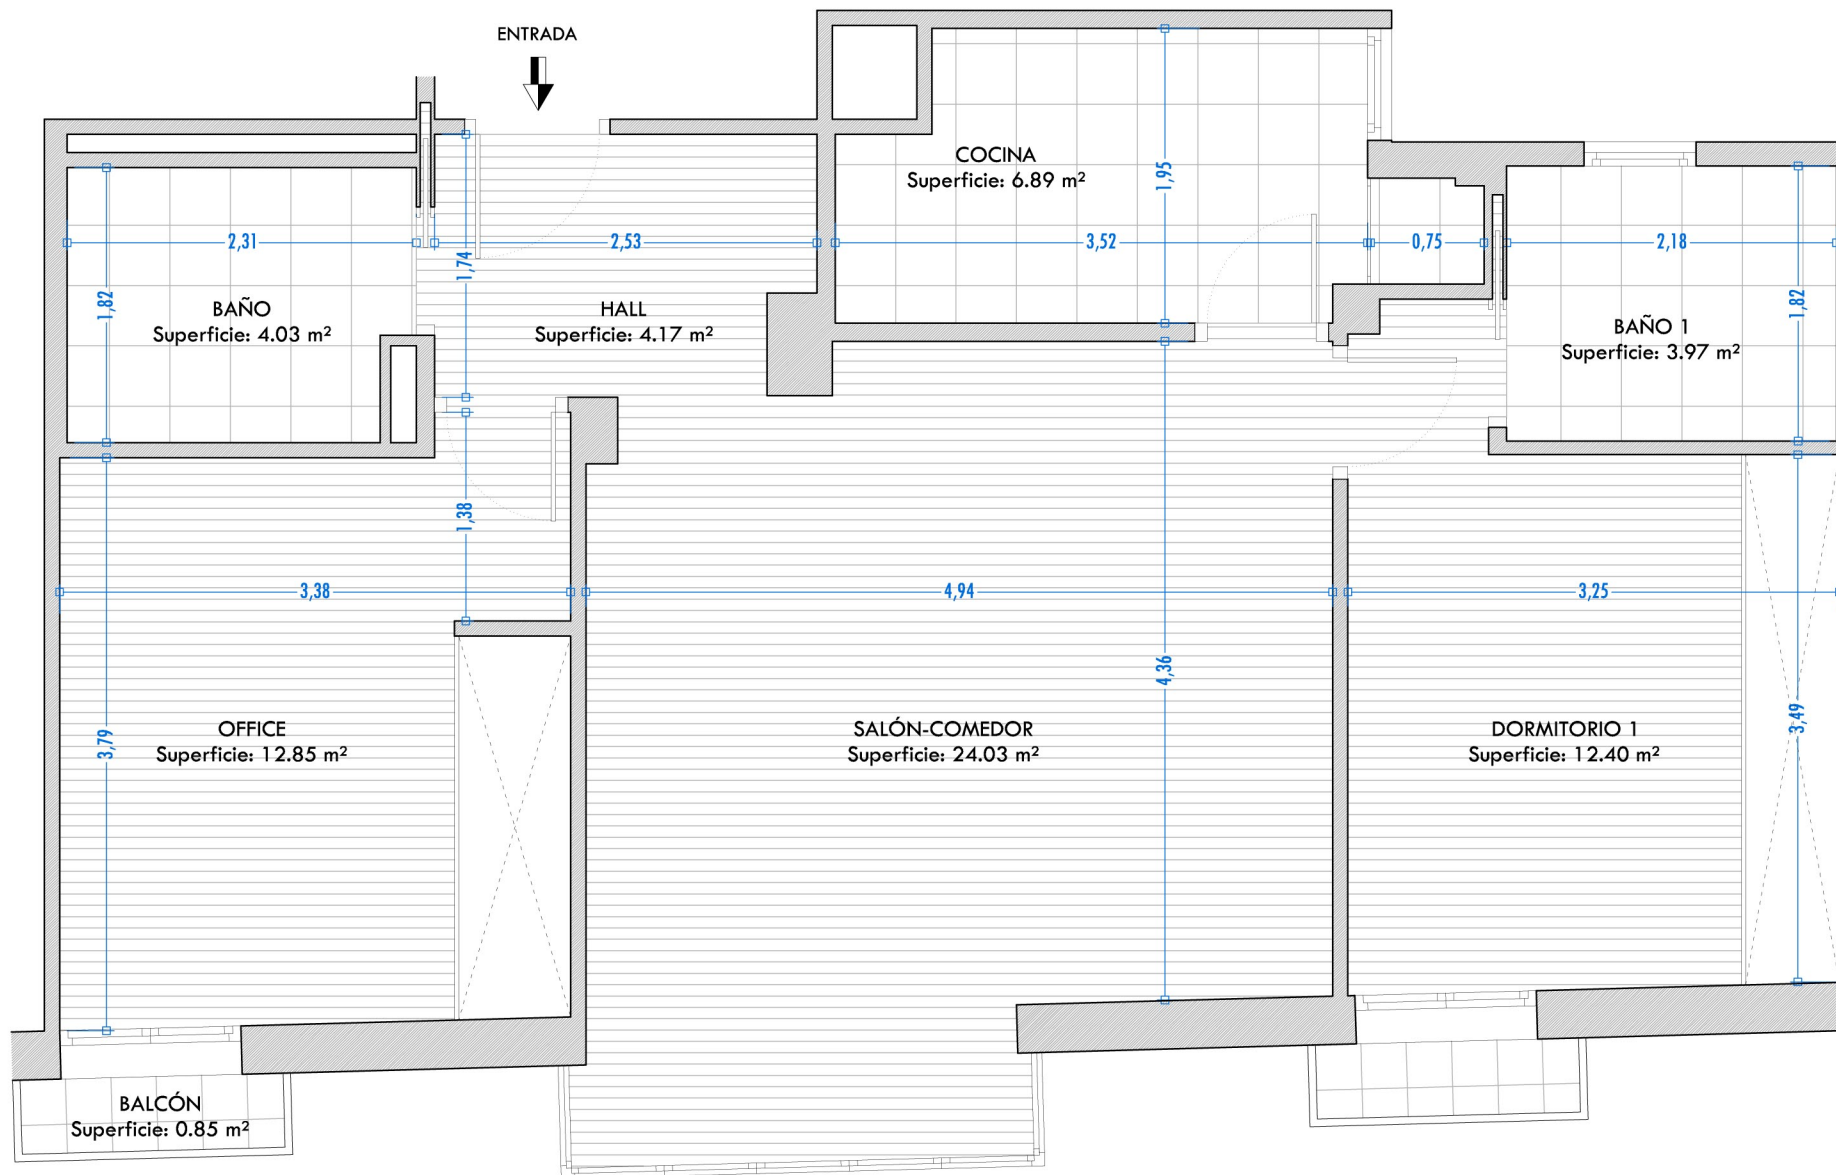 ENTRADA
COCINA
Superficie: 6.89 m²
1,95
2,31
2,53
3,52
0,75
2,18
1,74
1,82
BAÑO
Superficie: 4.03 m²
HALL
Superficie: 4.17 m²
1,82
BAÑO 1
Superficie: 3.97 m²
1,38
3,38
4,94
3,25
4,36
3,79
OFFICE
Superficie: 12.85 m²
SALÓN-COMEDOR
Superficie: 24.03 m²
DORMITORIO 1
Superficie: 12.40 m²
3,49
BALCÓN
Superficie: 0.85 m²